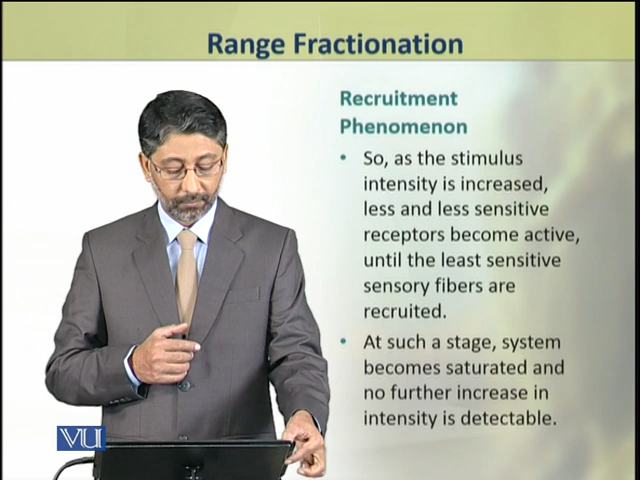 Range Fractionation
Recruitment
Phenomenon
• So, as the stimulus
intensity is increased,
less and less sensitive
receptors become active,
until the least sensitive
sensory fibers are
recruited.
• At such a stage, system
becomes saturated and
no further increase in
intensity is detectable.
VU